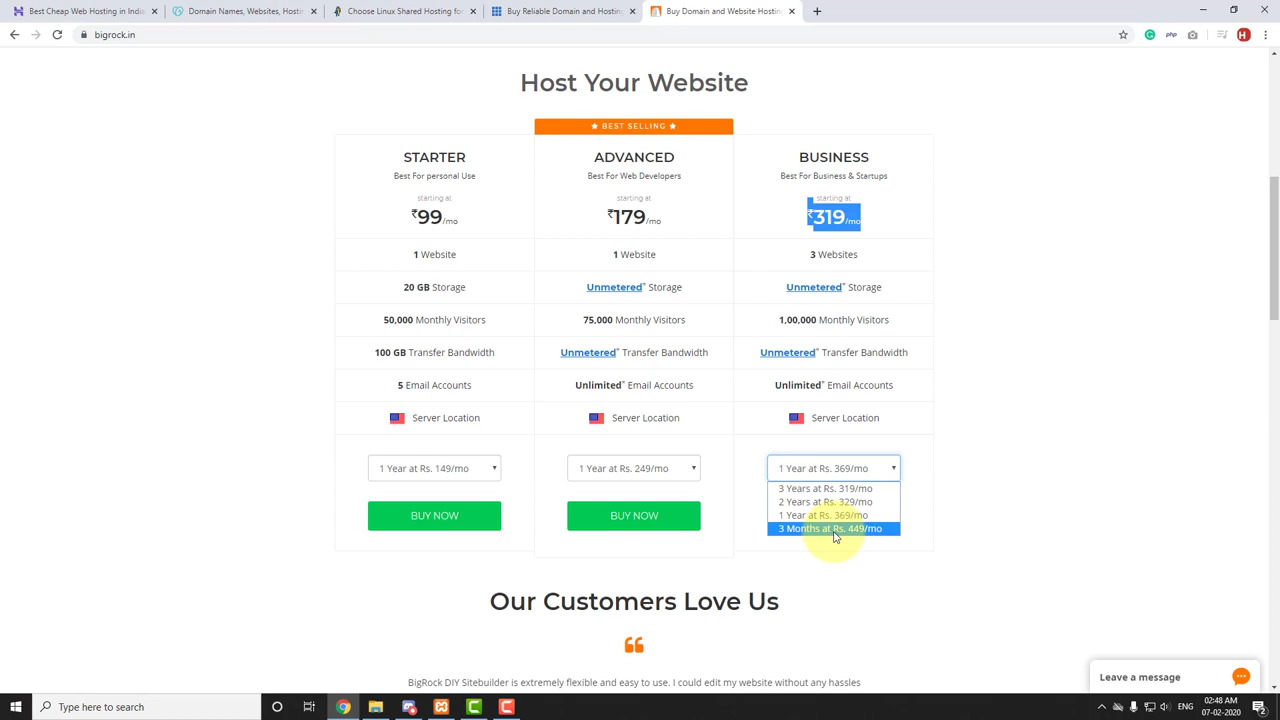 Best Cheap Web Hosting in India
Domain Names, Websites, Hostin
Choose Linux Shared Hosting for
Buy Reliable Domain and Hosting
Buy Domain and Website Hosting
bigrock.in
Host Your Website
★ BEST SELLING ★
STARTER
Best For personal Use
starting at
₹99/mo
1 Website
20 GB Storage
50,000 Monthly Visitors
100 GB Transfer Bandwidth
5 Email Accounts
Server Location
1 Year at Rs. 149/mo
BUY NOW
ADVANCED
Best For Web Developers
starting at
₹179/mo
1 Website
Unmetered* Storage
75,000 Monthly Visitors
Unmetered* Transfer Bandwidth
Unlimited* Email Accounts
Server Location
1 Year at Rs. 249/mo
BUY NOW
BUSINESS
Best For Business & Startups
starting at
₹319/mo
3 Websites
Unmetered* Storage
1,00,000 Monthly Visitors
Unmetered* Transfer Bandwidth
Unlimited* Email Accounts
Server Location
1 Year at Rs. 369/mo
3 Years at Rs. 319/mo
2 Years at Rs. 329/mo
1 Year at Rs. 369/mo
3 Months at Rs. 449/mo
Our Customers Love Us
BigRock DIY Sitebuilder is extremely flexible and easy to use. I could edit my website without any hassles
Leave a message
Type here to search
ENG
02:48 AM
07-02-2020